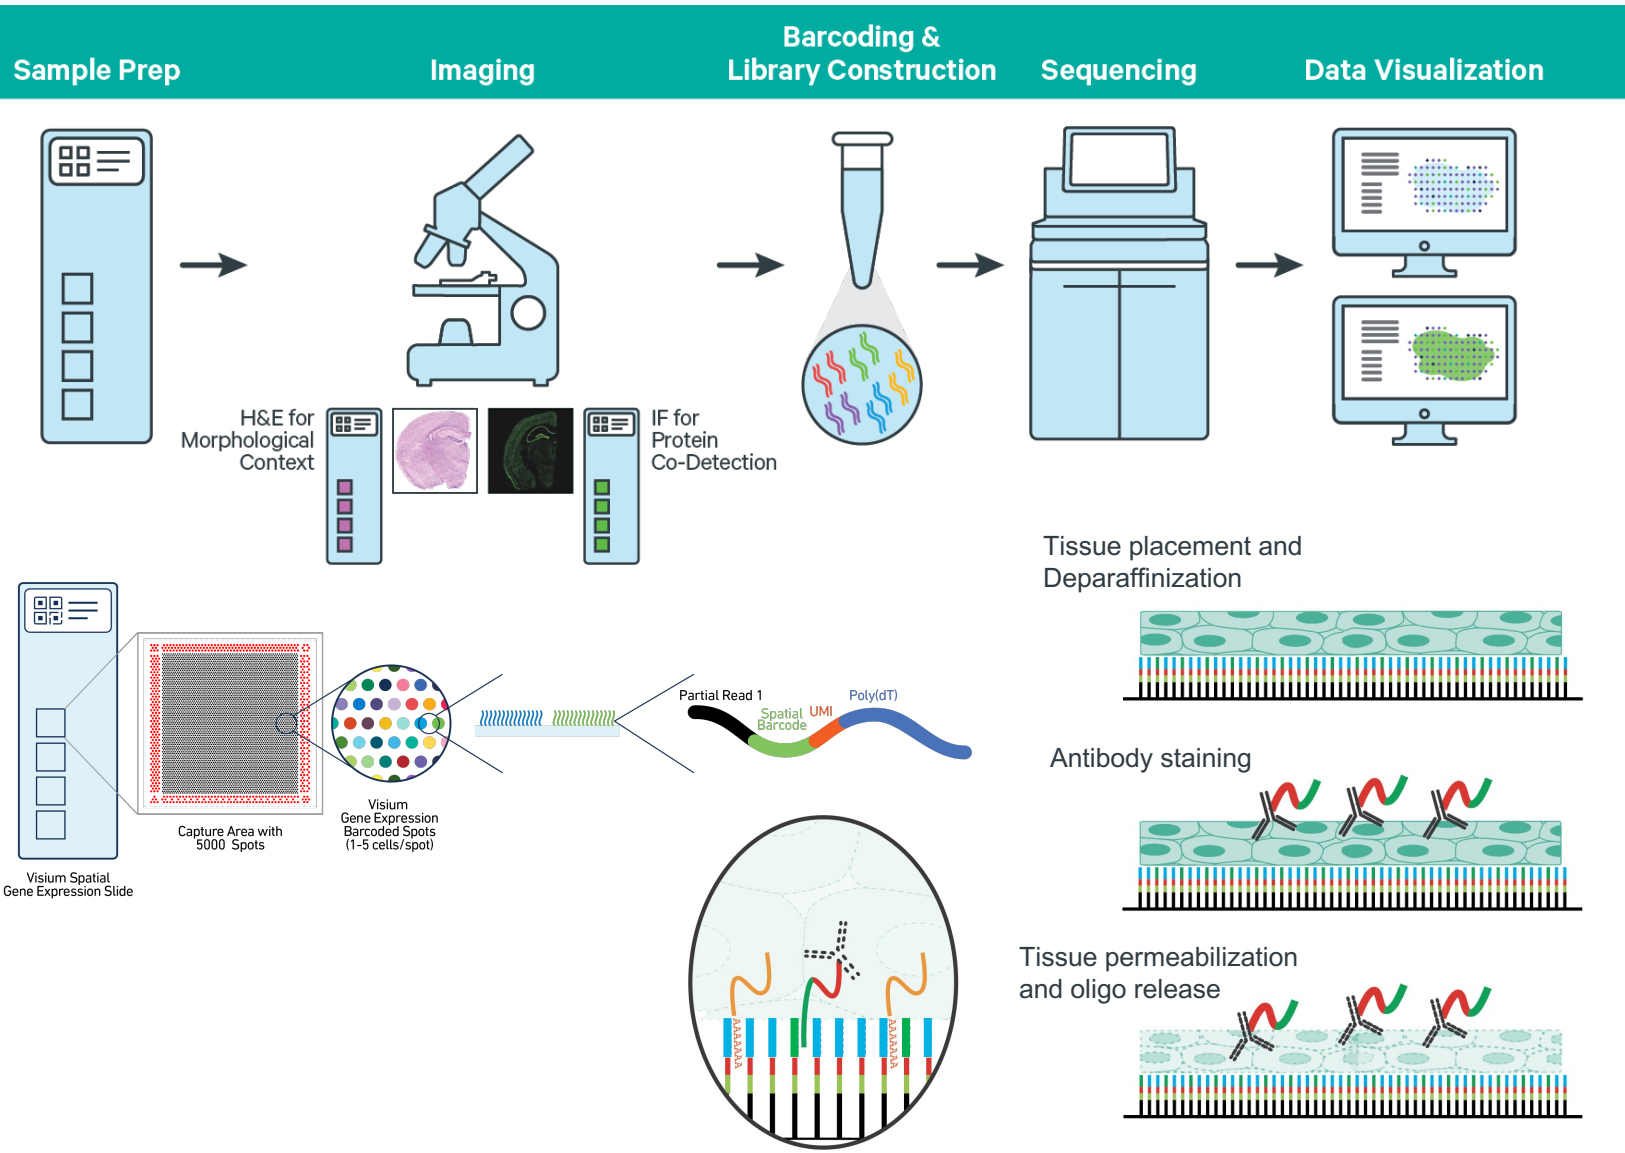 Sample Prep
Imaging
Barcoding &
Library Construction
Sequencing
Data Visualization
H&E for
Morphological
Context
IF for
Protein
Co-Detection
Visium Spatial
Gene Expression Slide
Capture Area with
5000 Spots
Visium
Gene Expression
Barcoded Spots
(1-5 cells/spot)
Partial Read 1
Spatial
Barcode
UMI
Poly(dT)
AAAAAAA
AAAAAAA
Tissue placement and
Deparaffinization
Antibody staining
Tissue permeabilization
and oligo release